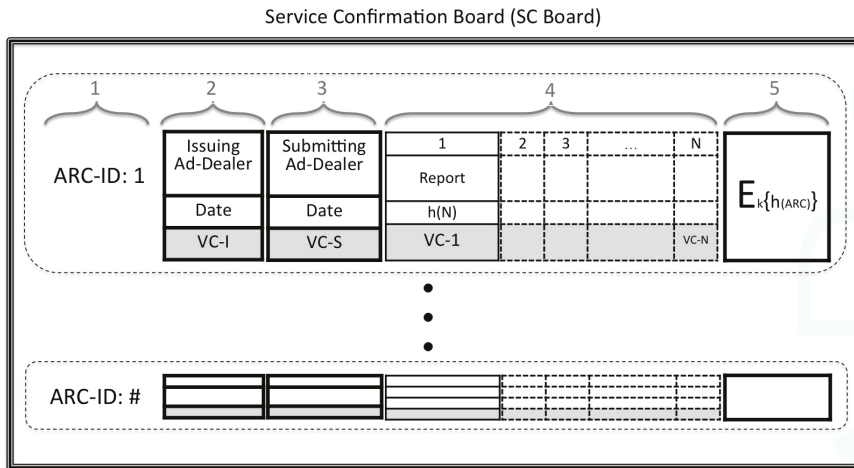 Service Confirmation Board (SC Board)
1 2 3 4 5
ARC-ID: 1
Issuing
Ad-Dealer
Date
VC-I
Submitting
Ad-Dealer
Date
VC-S
1 2 3 ... N
Report
h(N)
VC-1
VC-N
Eₖ{h(ARC)}
ARC-ID: #